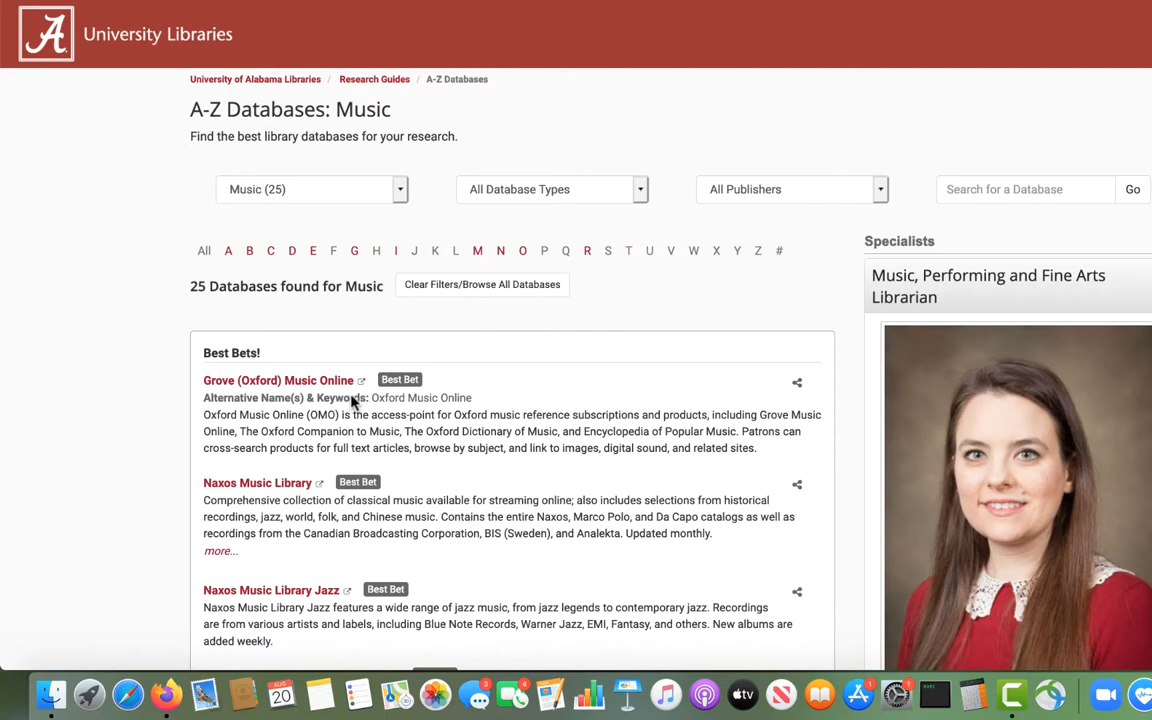 A University Libraries
University of Alabama Libraries / Research Guides / A-Z Databases
A-Z Databases: Music
Find the best library databases for your research.
Music (25) All Database Types All Publishers Search for a Database Go
All A B C D E F G H I J K L M N O P Q R S T U V W X Y Z #
Specialists
25 Databases found for Music Clear Filters/Browse All Databases
Music, Performing and Fine Arts
Librarian
Best Bets!
Grove (Oxford) Music Online Best Bet
Alternative Name(s) & Keywords: Oxford Music Online
Oxford Music Online (OMO) is the access-point for Oxford music reference subscriptions and products, including Grove Music
Online, The Oxford Companion to Music, The Oxford Dictionary of Music, and Encyclopedia of Popular Music. Patrons can
cross-search products for full text articles, browse by subject, and link to images, digital sound, and related sites.
Naxos Music Library Best Bet
Comprehensive collection of classical music available for streaming online; also includes selections from historical
recordings, jazz, world, folk, and Chinese music. Contains the entire Naxos, Marco Polo, and Da Capo catalogs as well as
recordings from the Canadian Broadcasting Corporation, BIS (Sweden), and Analekta. Updated monthly.
more...
Naxos Music Library Jazz Best Bet
Naxos Music Library Jazz features a wide range of jazz music, from jazz legends to contemporary jazz. Recordings
are from various artists and labels, including Blue Note Records, Warner Jazz, EMI, Fantasy, and others. New albums are
added weekly.
AUG
20
3
4
tv
1
1